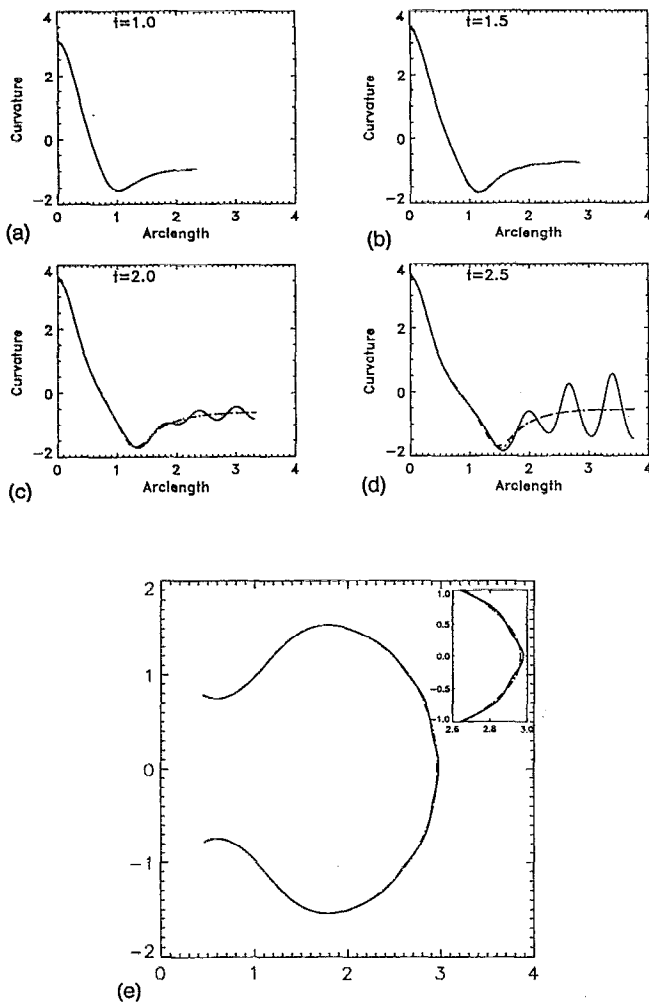 t=1.0
Curvature
4
2
0
-2
0 1 2 3 4
Arclength
(a)
t=1.5
Curvature
4
2
0
-2
0 1 2 3 4
Arclength
(b)
t=2.0
Curvature
4
2
0
-2
0 1 2 3 4
Arclength
(c)
t=2.5
Curvature
4
2
0
-2
0 1 2 3 4
Arclength
(d)
2
1
0
-1
-2
0 1 2 3 4
1.0
0.5
0.0
-0.5
-1.0
2.6 2.8 3.0
(e)